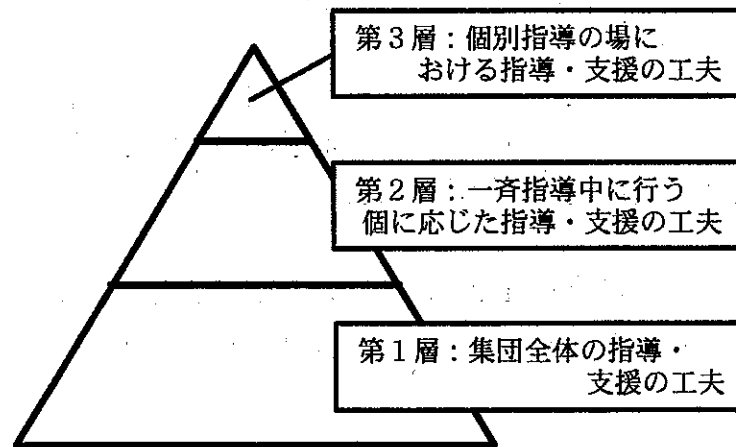 第3層：個別指導の場に
おける指導・支援の工夫
第2層：一斉指導中に行う
個に応じた指導・支援の工夫
第1層：集団全体の指導・
支援の工夫